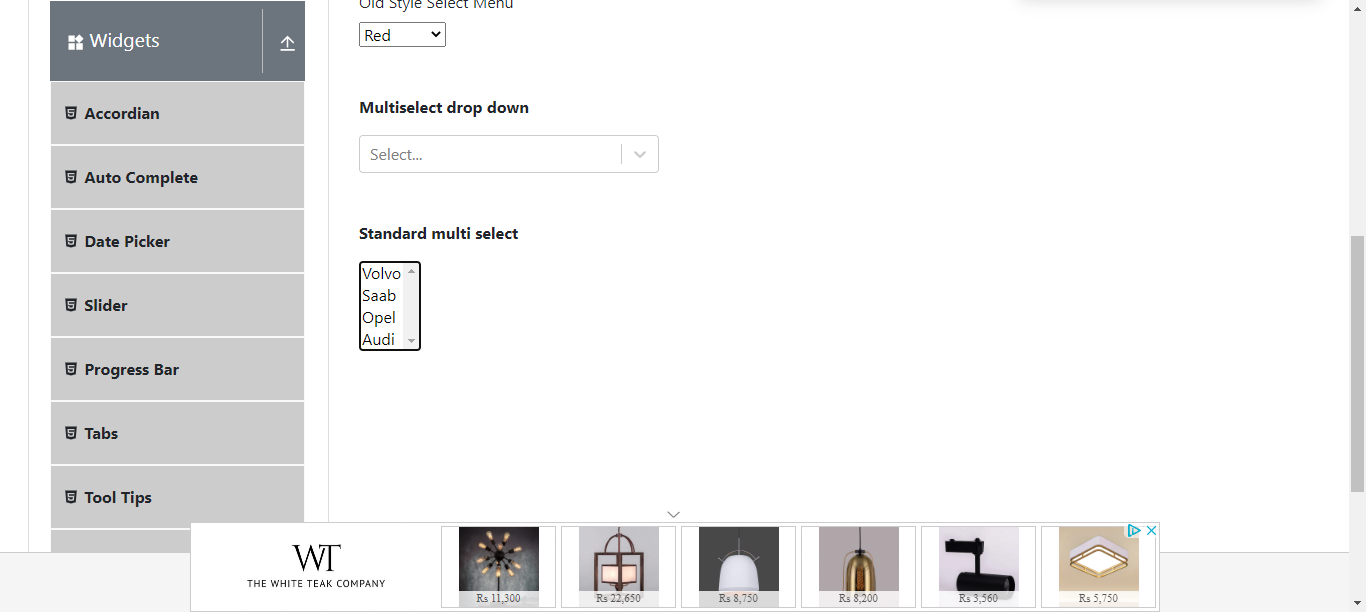 Old Style Select Menu
Widgets
Red
Accordian
Auto Complete
Date Picker
Slider
Progress Bar
Tabs
Tool Tips
Multiselect drop down
Select...
Standard multi select
Volvo
Saab
Opel
Audi
WT
THE WHITE TEAK COMPANY
Rs 11,300
Rs 22,650
Rs 8,750
Rs 8,200
Rs 3,560
Rs 5,750